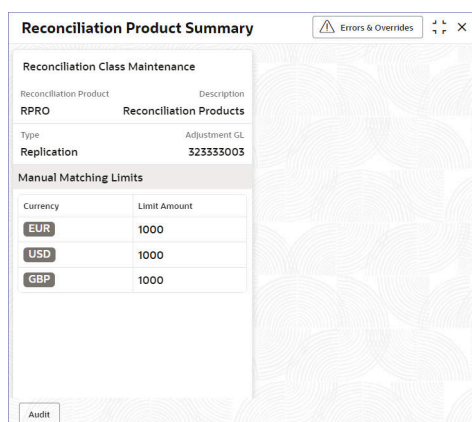 Reconciliation Product Summary
Errors & Overrides
Reconciliation Class Maintenance
Reconciliation Product Description
RPRO Reconciliation Products
Type Adjustment GL
Replication 323333003
Manual Matching Limits
Currency Limit Amount
EUR 1000
USD 1000
GBP 1000
Audit